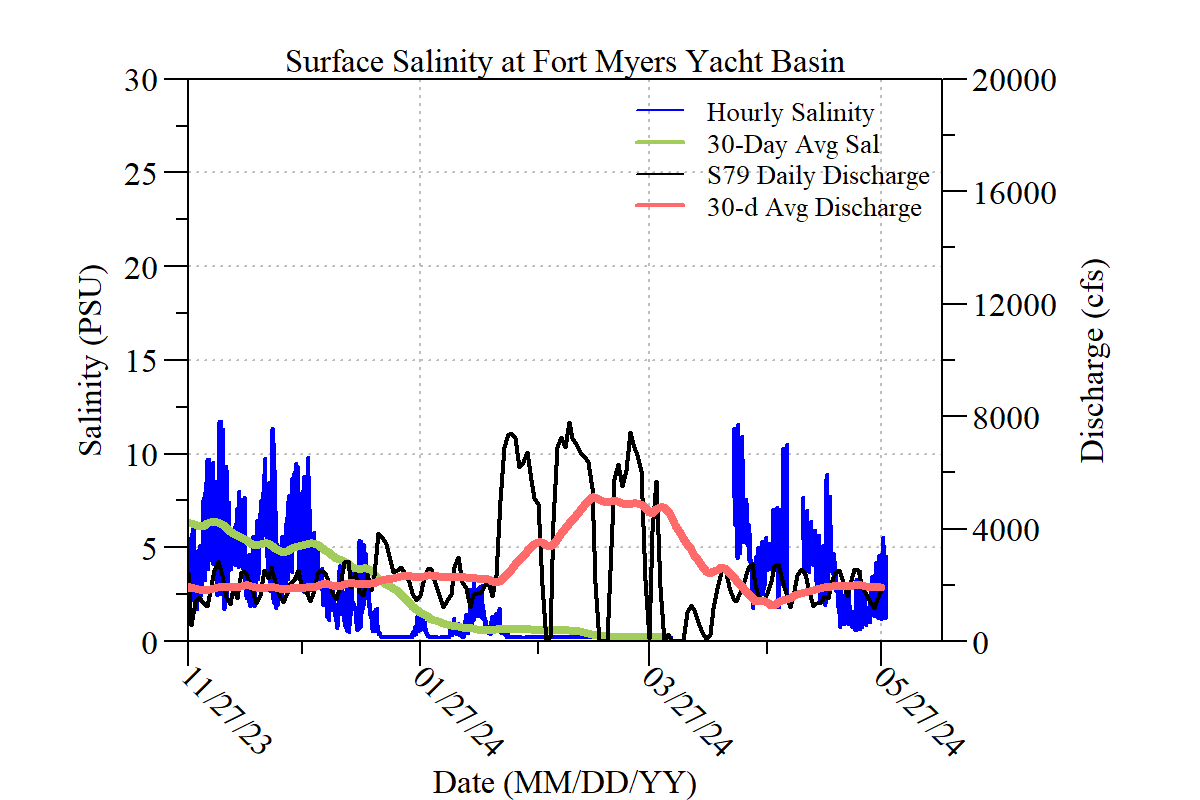 Surface Salinity at Fort Myers Yacht Basin
30
25
20
15
10
5
0
Salinity (PSU)
Hourly Salinity
30-Day Avg Sal
S79 Daily Discharge
30-d Avg Discharge
20000
16000
12000
8000
4000
0
Discharge (cfs)
11/27/23
01/27/24
03/27/24
05/27/24
Date (MM/DD/YY)